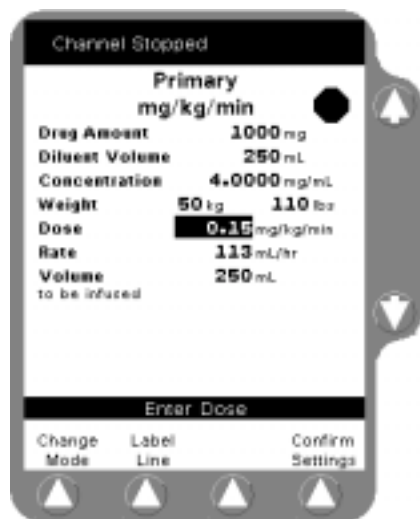 Channel Stopped
Primary
mg/kg/min
Drug Amount 1000 mg
Diluent Volume 250 mL
Concentration 4.0000 mg/mL
Weight 50 kg 110 lbs
Dose 0.15 mg/kg/min
Rate 113 mL/hr
Volume 250 mL
to be infused
Enter Dose
Change Label Confirm
Mode Line Settings